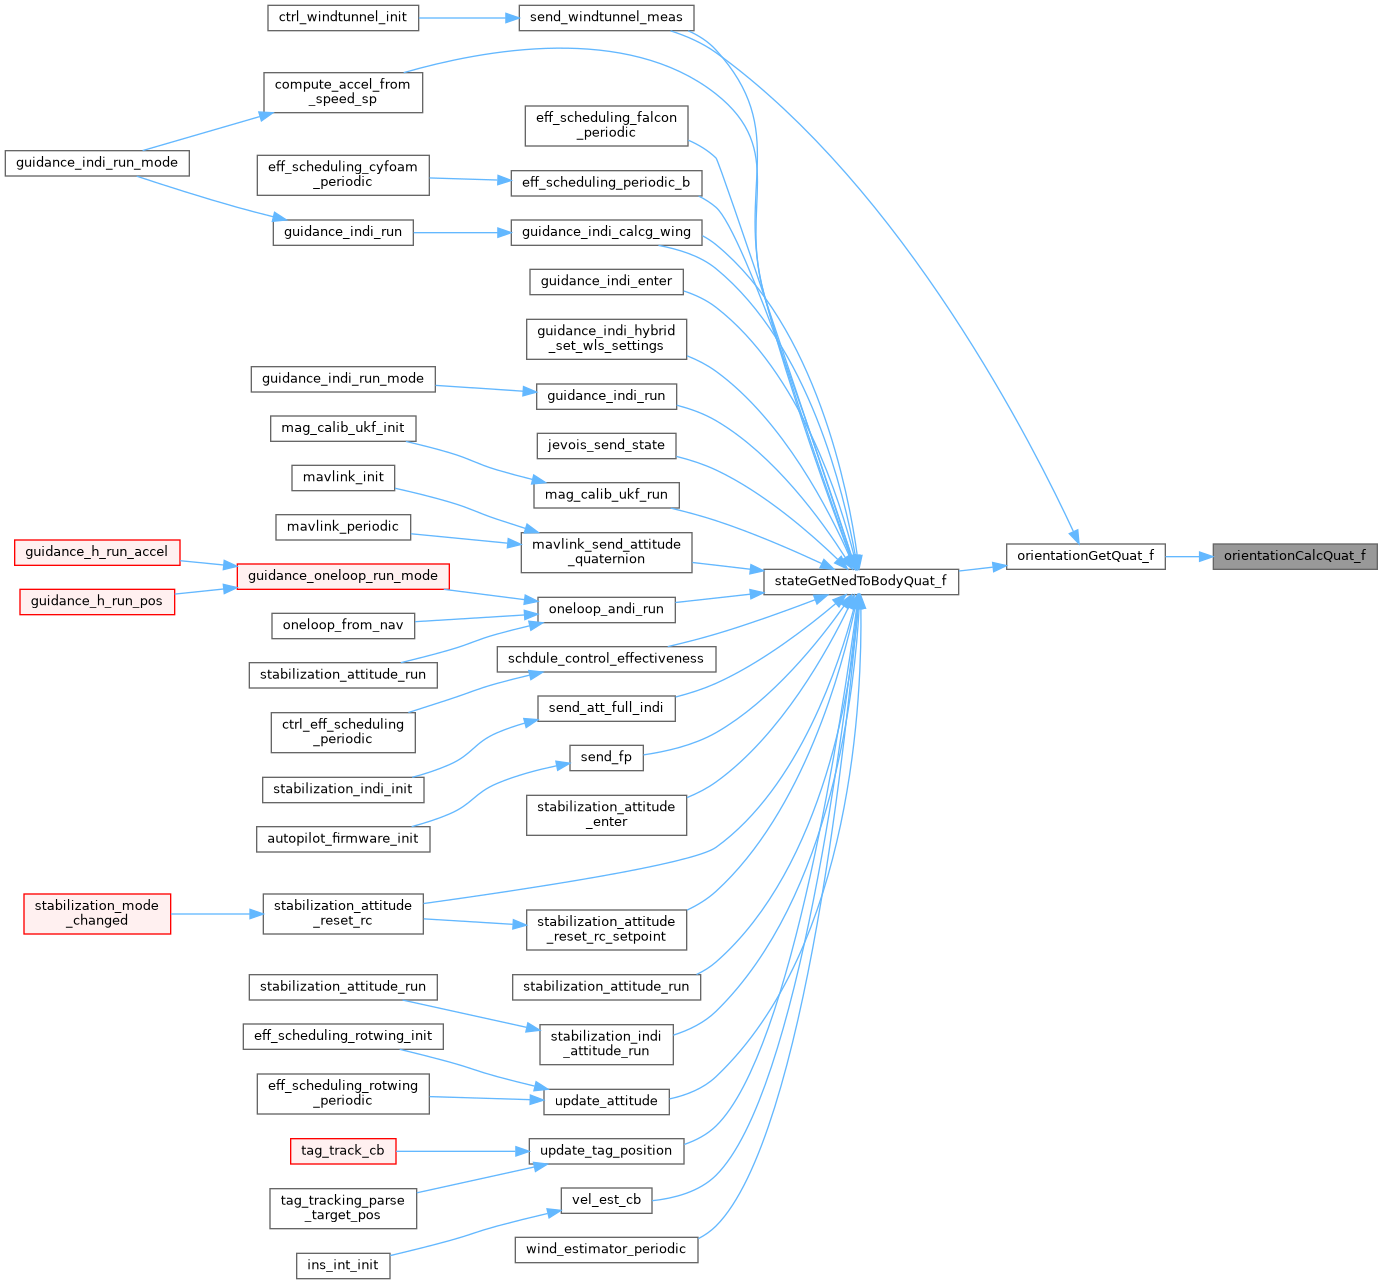 ctrl_windtunnel_init
send_windtunnel_meas
compute_accel_from
_speed_sp
eff_scheduling_falcon
_periodic
guidance_indi_run_mode
eff_scheduling_cyfoam
_periodic
eff_scheduling_periodic_b
guidance_indi_run
guidance_indi_calcg_wing
guidance_indi_enter
guidance_indi_hybrid
_set_wls_settings
guidance_indi_run_mode
guidance_indi_run
mag_calib_ukf_init
jevois_send_state
mavlink_init
mag_calib_ukf_run
mavlink_periodic
mavlink_send_attitude
_quaternion
guidance_h_run_accel
guidance_oneloop_run_mode
stateGetNedToBodyQuat_f
orientationGetQuat_f
orientationCalcQuat_f
guidance_h_run_pos
oneloop_andi_run
oneloop_from_nav
stabilization_attitude_run
schdule_control_effectiveness
ctrl_eff_scheduling
_periodic
send_att_full_indi
send_fp
stabilization_indi_init
stabilization_attitude
_enter
autopilot_firmware_init
stabilization_mode
_changed
stabilization_attitude
_reset_rc
stabilization_attitude
_reset_rc_setpoint
stabilization_attitude_run
stabilization_attitude_run
eff_scheduling_rotwing_init
stabilization_indi
_attitude_run
eff_scheduling_rotwing
_periodic
update_attitude
tag_track_cb
update_tag_position
tag_tracking_parse
_target_pos
vel_est_cb
ins_int_init
wind_estimator_periodic